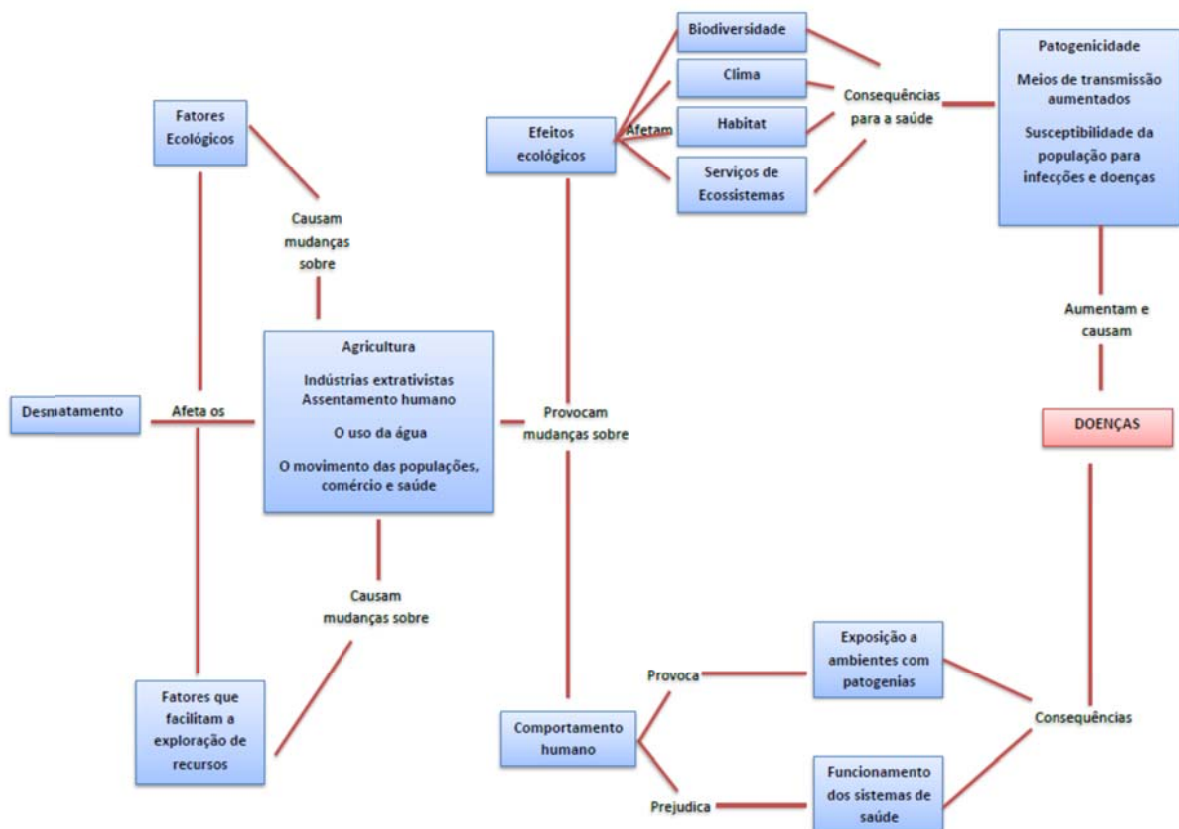 Desmatamento
Afeta os
Fatores
Ecológicos
Causam
mudanças
sobre
Agricultura
Indústrias extrativistas
Assentamento humano
O uso da água
O movimento das populações,
comércio e saúde
Causam
mudanças sobre
Fatores que
facilitam a
exploração de
recursos
Provocam
mudanças sobre
Efeitos
ecológicos
Afetam
Biodiversidade
Clima
Habitat
Serviços de
Ecossistemas
Consequências
para a saúde
Patogenicidade
Meios de transmissão
aumentados
Susceptibilidade da
população para
infecções e doenças
Aumentam e
causam
DOENÇAS
Comportamento
humano
Provoca
Exposição a
ambientes com
patogenias
Prejudica
Funcionamento
dos sistemas de
saúde
Consequências